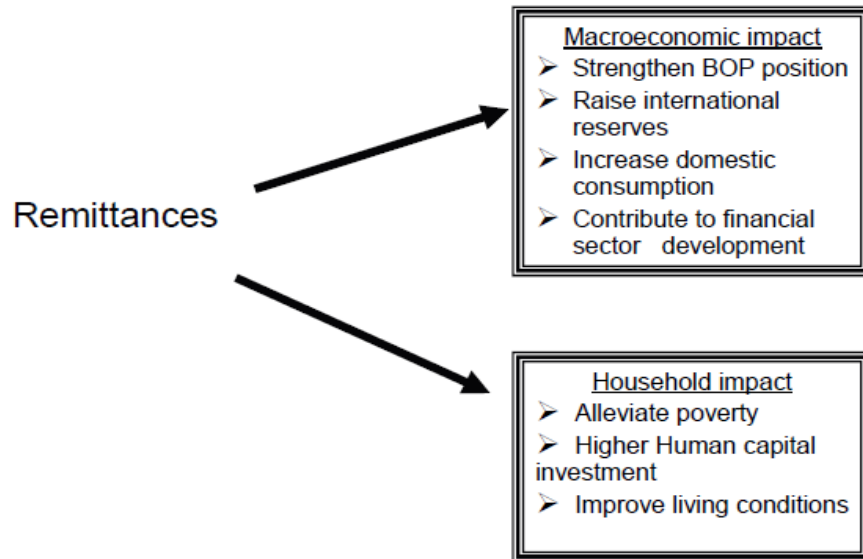 Remittances
Macroeconomic impact
➢ Strengthen BOP position
➢ Raise international
reserves
➢ Increase domestic
consumption
➢ Contribute to financial
sector development
Household impact
➢ Alleviate poverty
➢ Higher Human capital
investment
➢ Improve living conditions